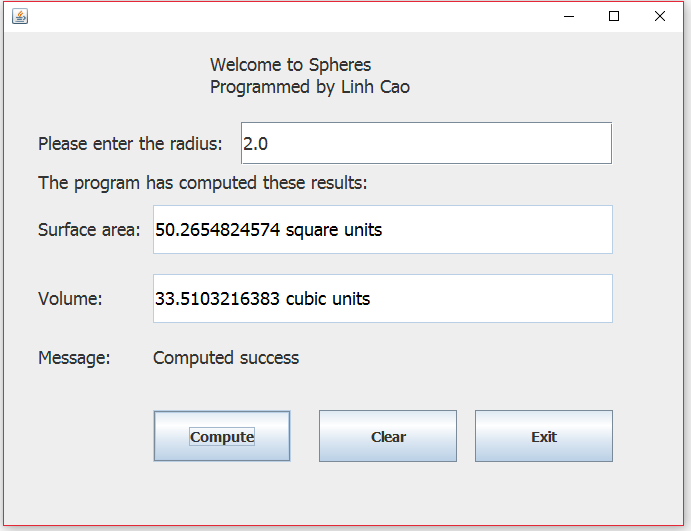 Welcome to Spheres
Programmed by Linh Cao
Please enter the radius: 2.0
The program has computed these results:
Surface area: 50.2654824574 square units
Volume: 33.5103216383 cubic units
Message: Computed success
Compute Clear Exit